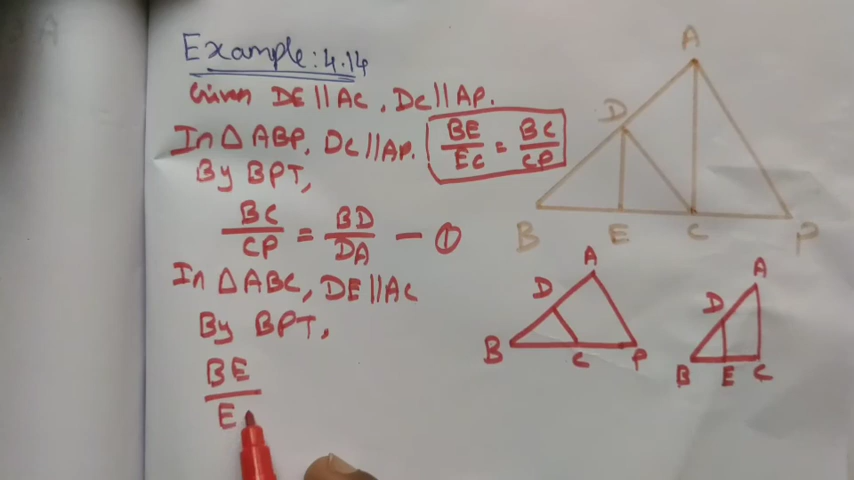 Example: 4.14
Given DE || AC, DC || AP.
In △ ABP, DC || AP.
BE/EC = BC/CP
By BPT,
BC/CP = BD/DA — ①
In △ ABC, DE || AC
By BPT,
BE
E
A
D
B E C P
A
D
B C P
A
D
B E C